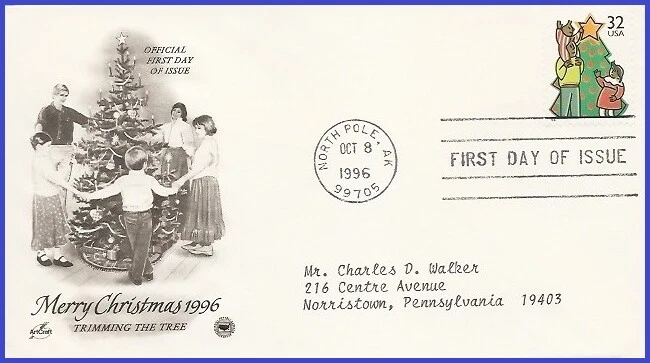 OFFICIAL
FIRST DAY
OF ISSUE
32
USA
NORTH POLE, AK
OCT 8
1996
99705
FIRST DAY OF ISSUE
Mr. Charles D. Walker
216 Centre Avenue
Norristown, Pennsylvania 19403
Merry Christmas 1996
TRIMMING THE TREE
ArtCraft